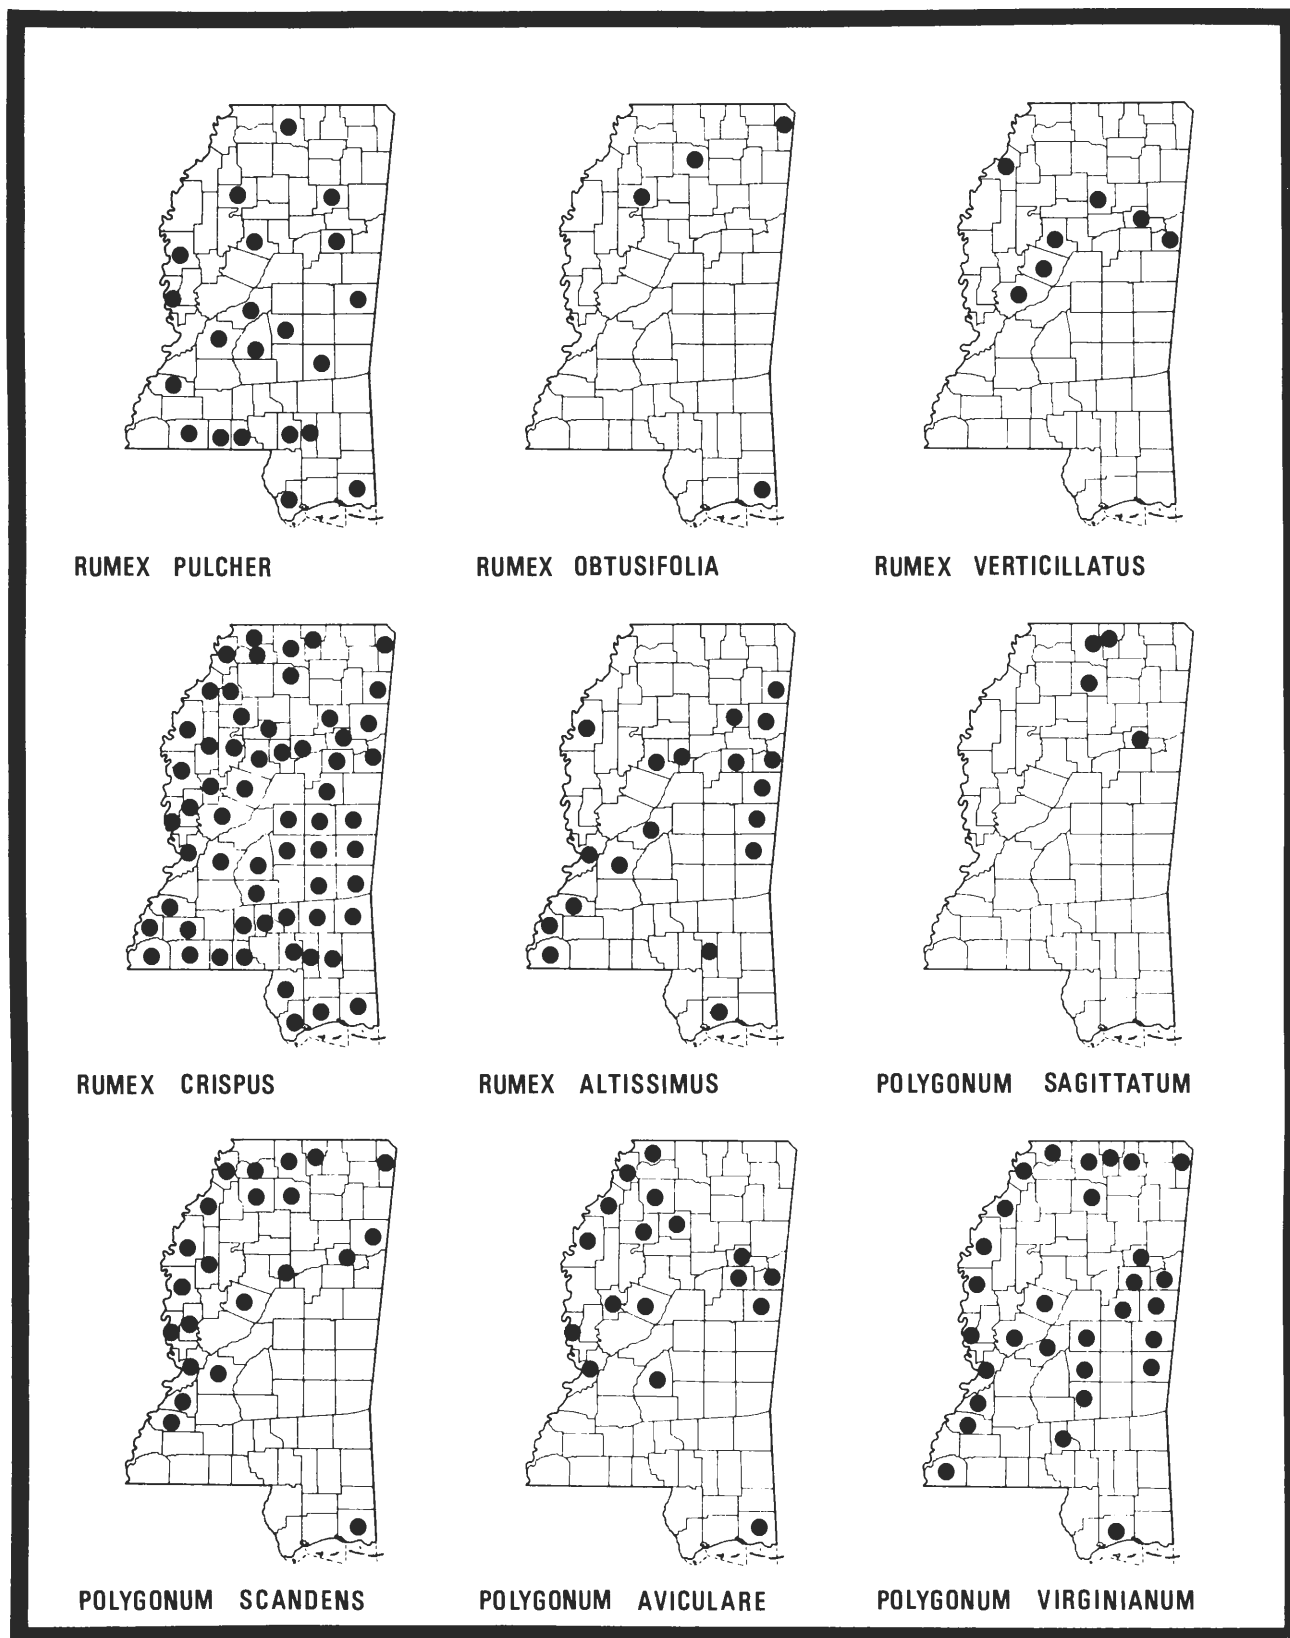 RUMEX PULCHER
RUMEX OBTUSIFOLIA
RUMEX VERTICILLATUS
RUMEX CRISPUS
RUMEX ALTISSIMUS
POLYGONUM SAGITTATUM
POLYGONUM SCANDENS
POLYGONUM AVICULARE
POLYGONUM VIRGINIANUM